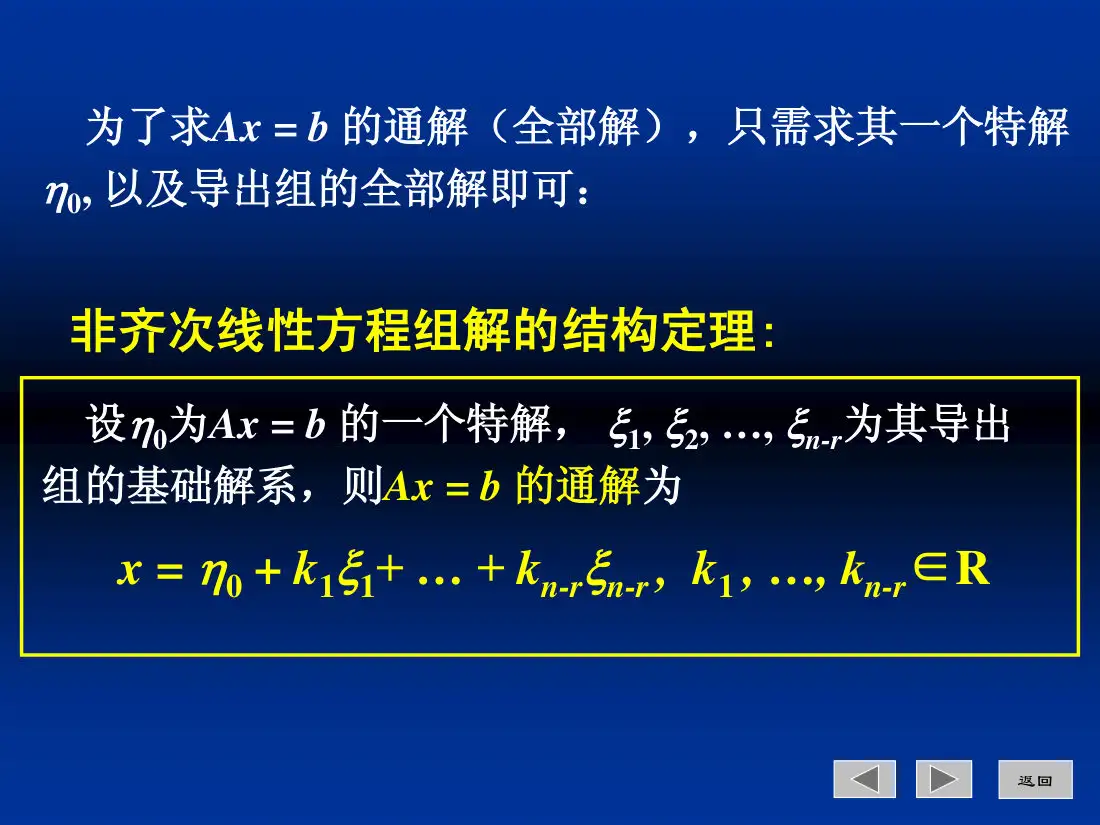 为了求Ax = b 的通解（全部解），只需求其一个特解
η0, 以及导出组的全部解即可：
非齐次线性方程组解的结构定理：
设η0为Ax = b 的一个特解， ξ1, ξ2, …, ξn-r为其导出
组的基础解系，则Ax = b 的通解为
x = η0 + k1ξ1+ … + kn-rξn-r , k1 , …, kn-r∈R
返回